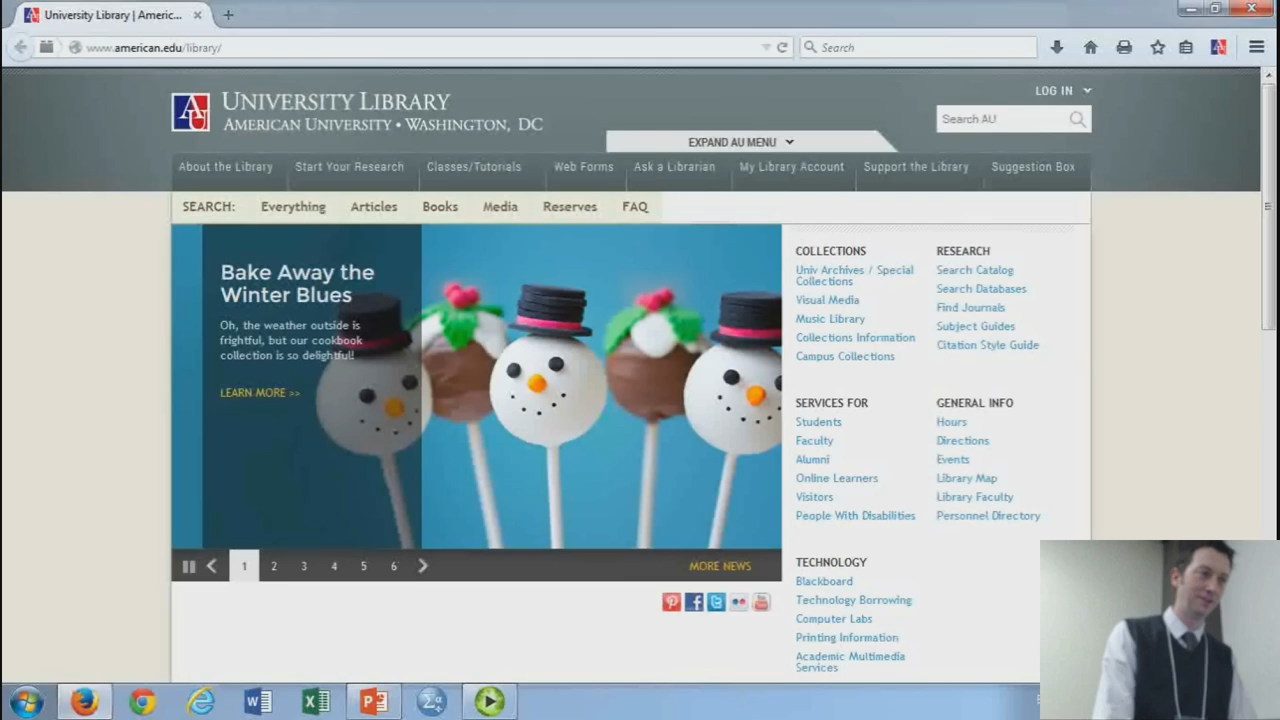 University Library | Americ...
www.american.edu/library/
Search
UNIVERSITY LIBRARY
AMERICAN UNIVERSITY • WASHINGTON, DC
LOG IN
Search AU
EXPAND AU MENU
About the Library
Start Your Research
Classes/Tutorials
Web Forms
Ask a Librarian
My Library Account
Support the Library
Suggestion Box
SEARCH: Everything Articles Books Media Reserves FAQ
Bake Away the
Winter Blues
Oh, the weather outside is
frightful, but our cookbook
collection is so delightful!
LEARN MORE >>
1 2 3 4 5 6
MORE NEWS
COLLECTIONS
Univ Archives / Special
Collections
Visual Media
Music Library
Collections Information
Campus Collections
RESEARCH
Search Catalog
Search Databases
Find Journals
Subject Guides
Citation Style Guide
SERVICES FOR
Students
Faculty
Alumni
Online Learners
Visitors
People With Disabilities
GENERAL INFO
Hours
Directions
Events
Library Map
Library Faculty
Personnel Directory
TECHNOLOGY
Blackboard
Technology Borrowing
Computer Labs
Printing Information
Academic Multimedia
Services